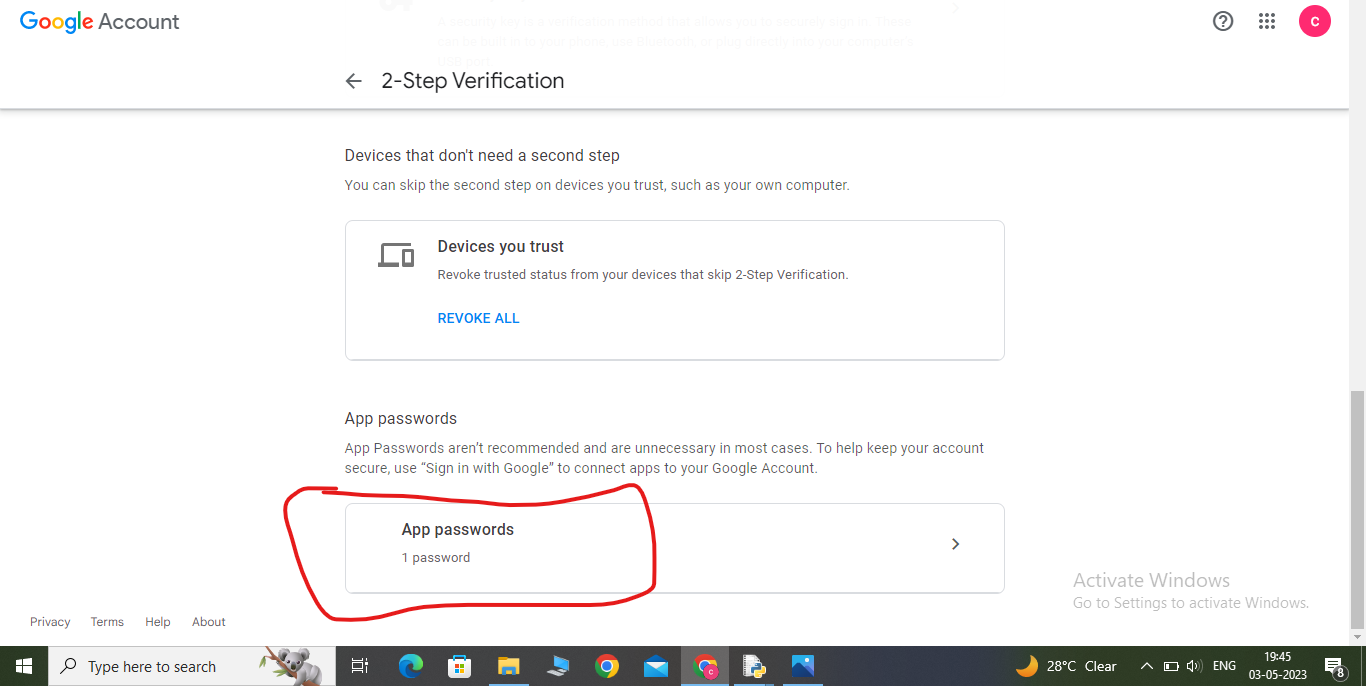 Google Account
A security key is a verification method that allows you to securely sign in. These
can be built in to your phone, use Bluetooth, or plug directly into your computer's
USB port.
C
2-Step Verification
Devices that don't need a second step
You can skip the second step on devices you trust, such as your own computer.
Devices you trust
Revoke trusted status from your devices that skip 2-Step Verification.
REVOKE ALL
App passwords
App Passwords aren’t recommended and are unnecessary in most cases. To help keep your account
secure, use “Sign in with Google” to connect apps to your Google Account.
App passwords
1 password
Activate Windows
Go to Settings to activate Windows.
Privacy Terms Help About
Type here to search
28°C Clear
ENG
19:45
03-05-2023
8